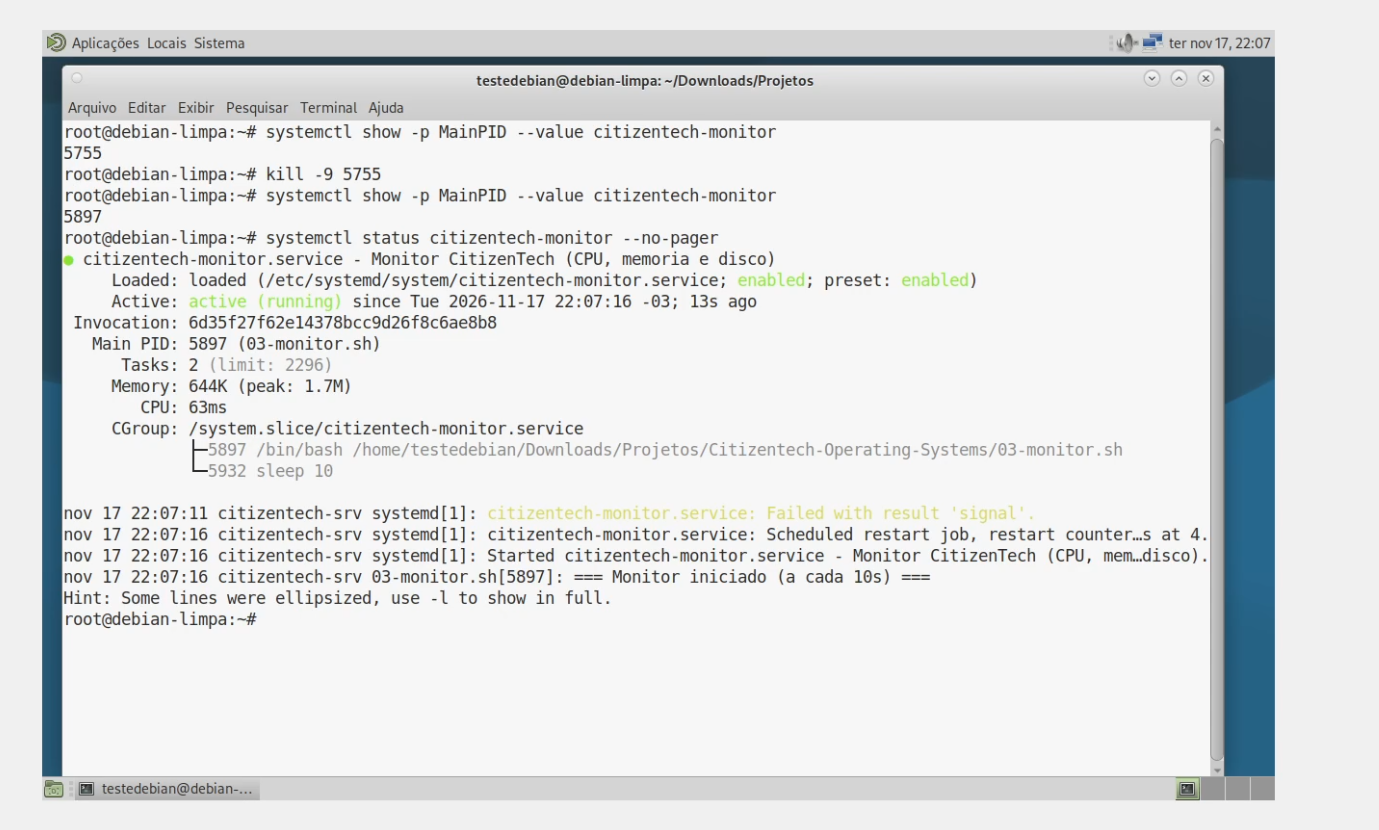 Aplicações Locais Sistema
ter nov 17, 22:07
testedebian@debian-limpa: ~/Downloads/Projetos
Arquivo Editar Exibir Pesquisar Terminal Ajuda
root@debian-limpa:~# systemctl show -p MainPID --value citizentech-monitor
5755
root@debian-limpa:~# kill -9 5755
root@debian-limpa:~# systemctl show -p MainPID --value citizentech-monitor
5897
root@debian-limpa:~# systemctl status citizentech-monitor --no-pager
● citizentech-monitor.service - Monitor CitizenTech (CPU, memoria e disco)
Loaded: loaded (/etc/systemd/system/citizentech-monitor.service; enabled; preset: enabled)
Active: active (running) since Tue 2026-11-17 22:07:16 -03; 13s ago
Invocation: 6d35f27f62e14378bcc9d26f8c6ae8b8
Main PID: 5897 (03-monitor.sh)
Tasks: 2 (limit: 2296)
Memory: 644K (peak: 1.7M)
CPU: 63ms
CGroup: /system.slice/citizentech-monitor.service
├─5897 /bin/bash /home/testedebian/Downloads/Projetos/Citizentech-Operating-Systems/03-monitor.sh
└─5932 sleep 10
nov 17 22:07:11 citizentech-srv systemd[1]: citizentech-monitor.service: Failed with result 'signal'.
nov 17 22:07:16 citizentech-srv systemd[1]: citizentech-monitor.service: Scheduled restart job, restart counter…s at 4.
nov 17 22:07:16 citizentech-srv systemd[1]: Started citizentech-monitor.service - Monitor CitizenTech (CPU, mem…disco).
nov 17 22:07:16 citizentech-srv 03-monitor.sh[5897]: === Monitor iniciado (a cada 10s) ===
Hint: Some lines were ellipsized, use -l to show in full.
root@debian-limpa:~#
testedebian@debian-...